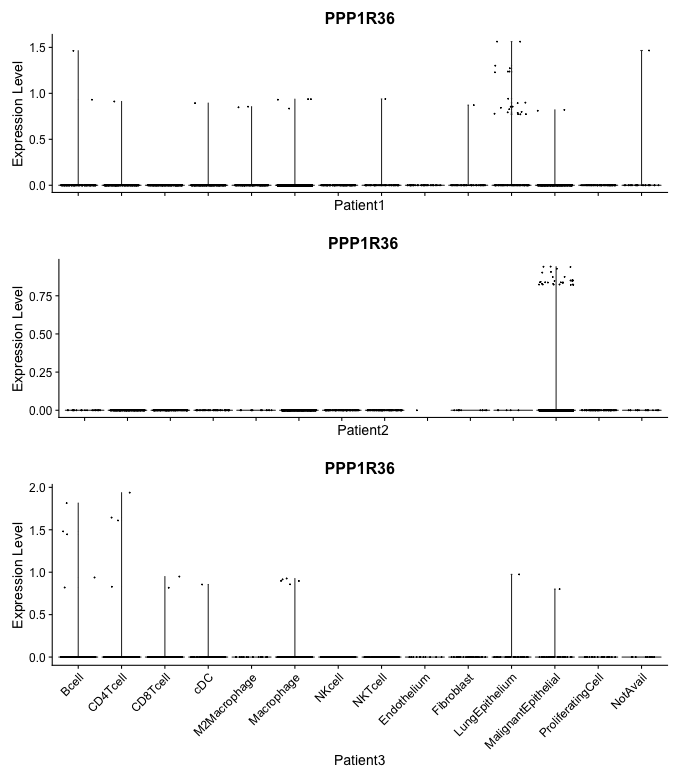 PPP1R36
Expression Level
1.5
1.0
0.5
0.0
Patient1
PPP1R36
Expression Level
0.75
0.50
0.25
0.00
Patient2
PPP1R36
Expression Level
2.0
1.5
1.0
0.5
0.0
Bcell
CD4Tcell
CD8Tcell
cDC
M2Macrophage
Macrophage
NKcell
NKTcell
Endothelium
Fibroblast
LungEpithelium
MalignantEpithelial
ProliferatingCell
NotAvail
Patient3